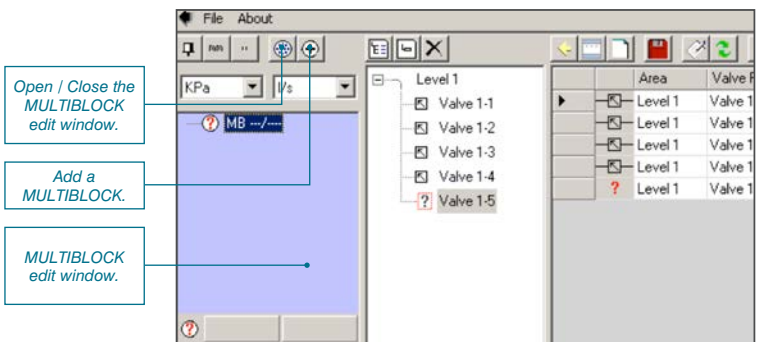 File About
Open / Close the
MULTIBLOCK
edit window.
Add a
MULTIBLOCK.
MULTIBLOCK
edit window.
KPa
l/s
? MB ---/----
?
Level 1
Valve 1-1
Valve 1-2
Valve 1-3
Valve 1-4
? Valve 1-5
Area Valve
Level 1 Valve 1
Level 1 Valve 1
Level 1 Valve 1
Level 1 Valve 1
? Level 1 Valve 1